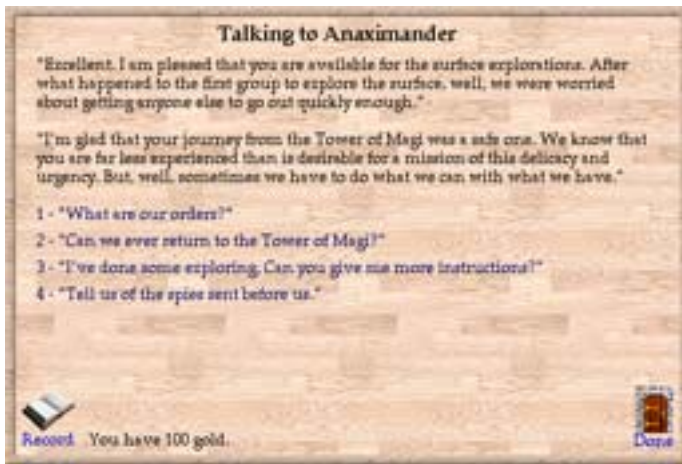 Talking to Anaximander
"Excellent. I am pleased that you are available for the surface explorations. After
what happened to the first group to explore the surface, well, we were worried
about getting anyone else to go out quickly enough."
"I'm glad that your journey from the Tower of Magi was a safe one. We know that
you are far less experienced than is desirable for a mission of this delicacy and
urgency. But, well, sometimes we have to do what we can with what we have."
1 - "What are our orders?"
2 - "Can we ever return to the Tower of Magi?"
3 - "I've done some exploring. Can you give me more instructions?"
4 - "Tell us of the spies sent before us."
Record You have 100 gold. Done